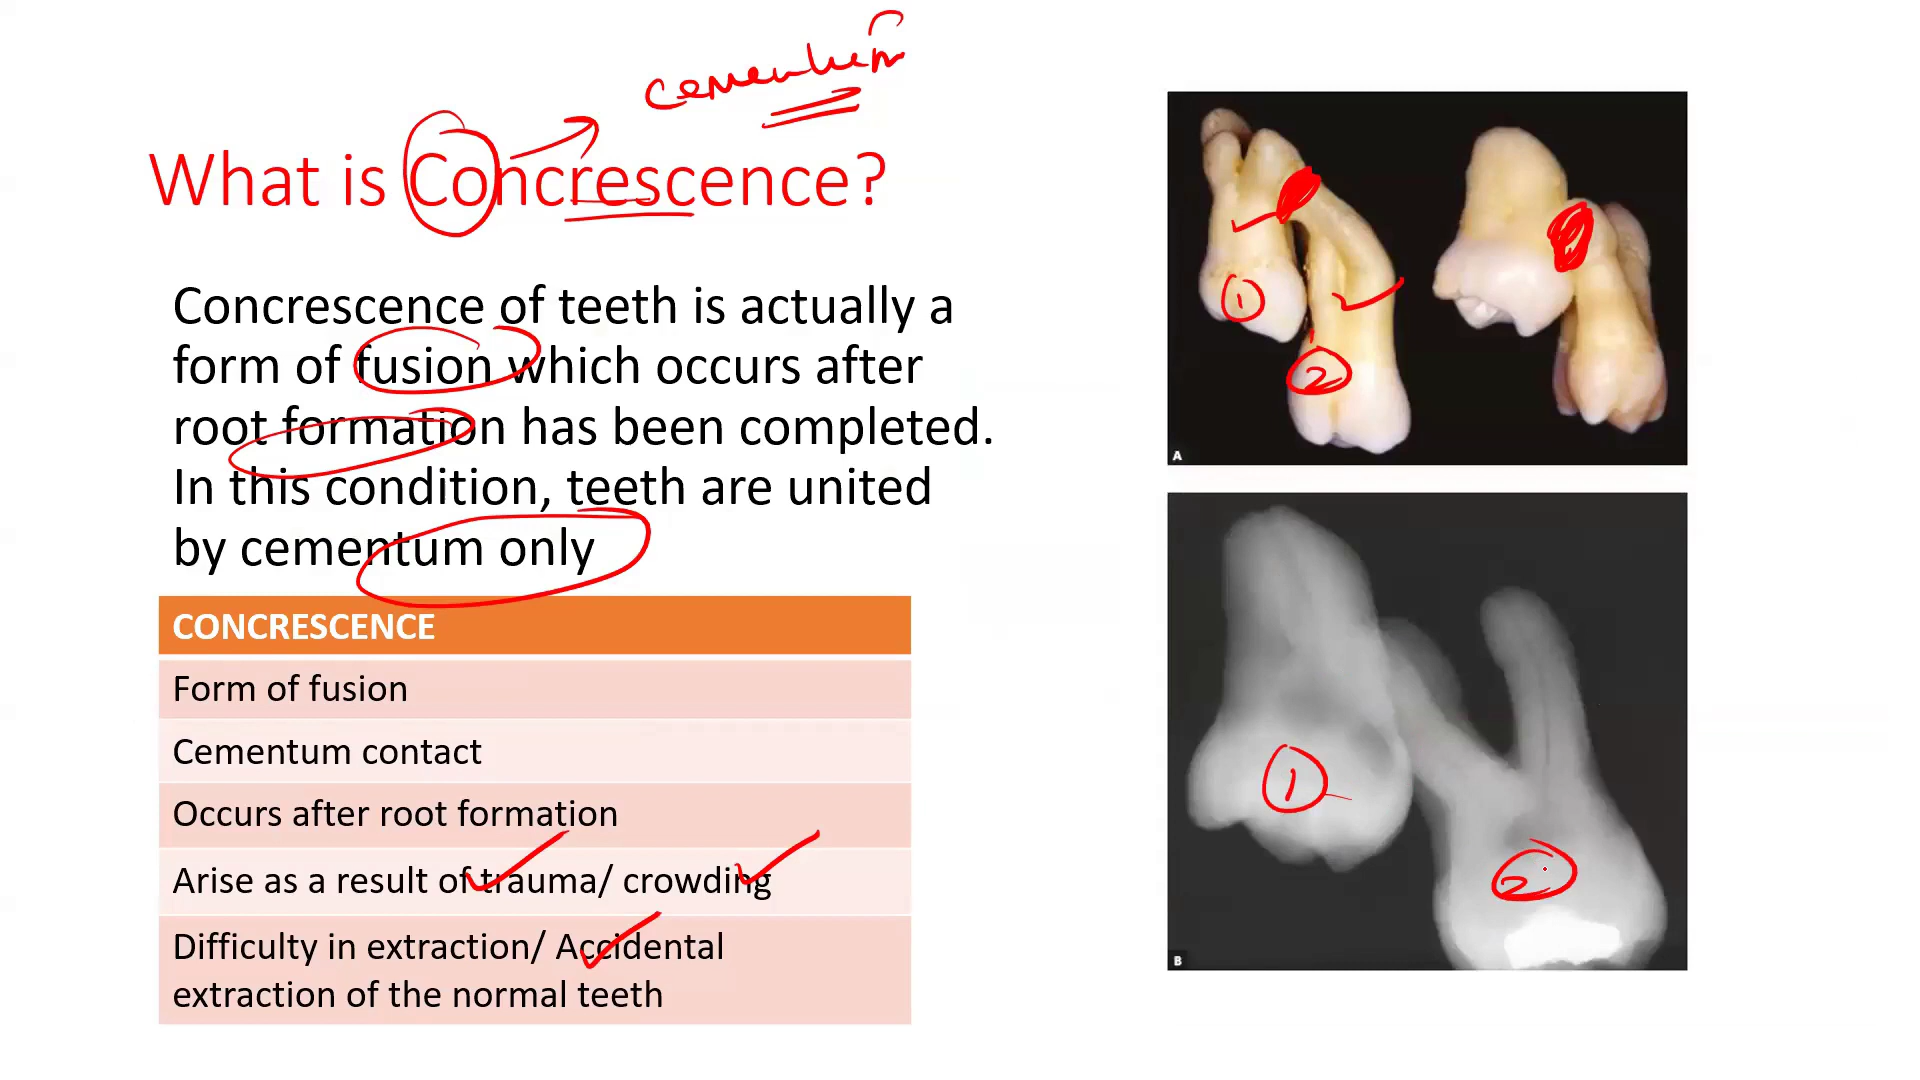 cementum
What is Concrescence?
Concrescence of teeth is actually a
form of fusion which occurs after
root formation has been completed.
In this condition, teeth are united
by cementum only
CONCRESCENCE
Form of fusion
Cementum contact
Occurs after root formation
Arise as a result of trauma/ crowding
Difficulty in extraction/ Accidental
extraction of the normal teeth
1
2
A
1
2
B